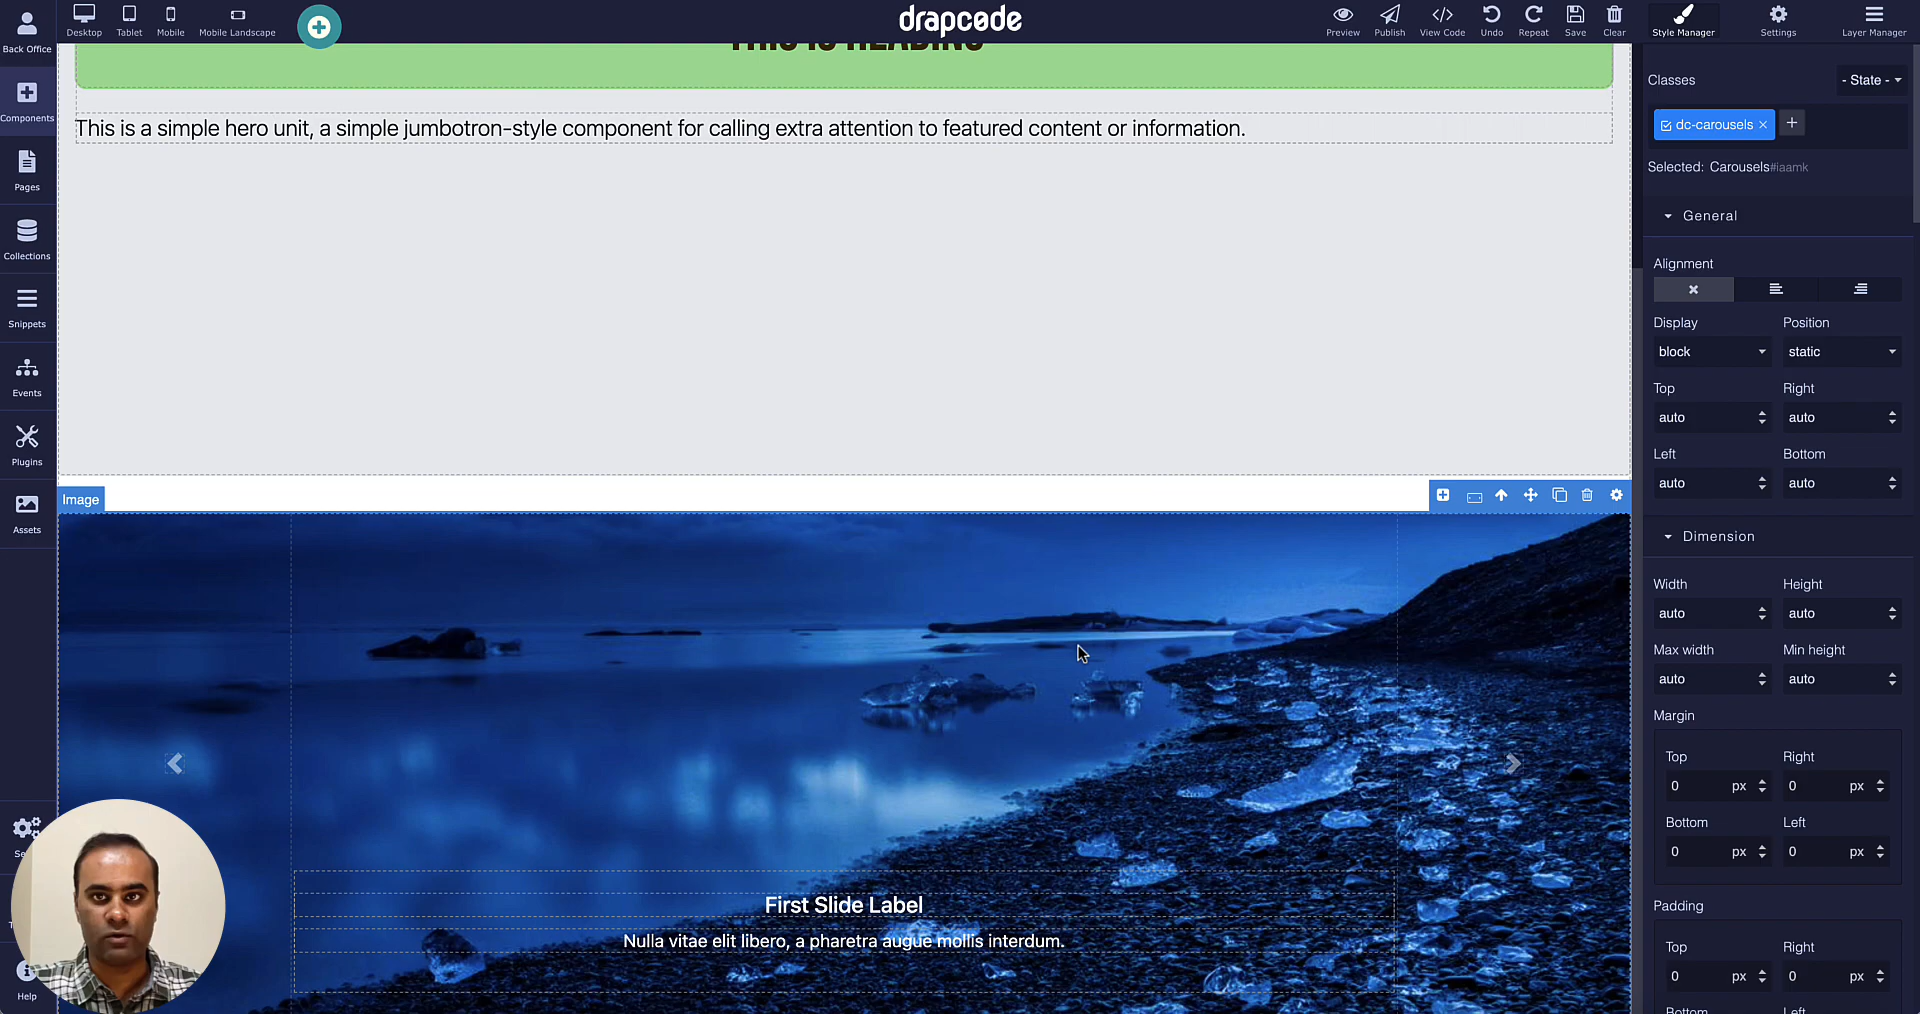 Back Office
Desktop
Tablet
Mobile
Mobile Landscape
drapcode
Preview
Publish
View Code
Undo
Repeat
Save
Clear
Style Manager
Settings
Layer Manager
Components
Pages
Collections
Snippets
Events
Plugins
Assets
Help
THIS IS HEADING
This is a simple hero unit, a simple jumbotron-style component for calling extra attention to featured content or information.
Image
First Slide Label
Nulla vitae elit libero, a pharetra augue mollis interdum.
Classes
- State -
dc-carousels
Selected: Carousels#iaamk
General
Alignment
Display Position
block static
Top Right
auto auto
Left Bottom
auto auto
Dimension
Width Height
auto auto
Max width Min height
auto auto
Margin
Top Right
0 px 0 px
Bottom Left
0 px 0 px
Padding
Top Right
0 px 0 px
Bottom Left